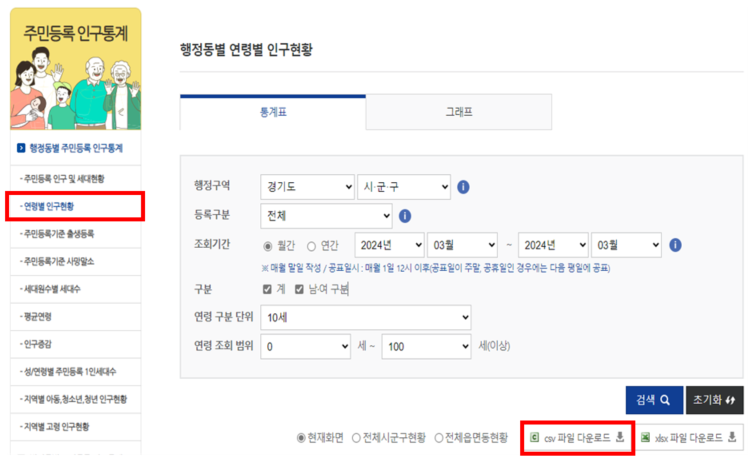 주민등록 인구통계
행정동별 주민등록 인구통계
- 주민등록 인구 및 세대현황
- 연령별 인구현황
- 주민등록기준 출생등록
- 주민등록기준 사망말소
- 세대원수별 세대수
- 평균연령
- 인구증감
- 성/연령별 주민등록 1인세대수
- 지역별 아동,청소년,청년 인구현황
- 지역별 고령 인구현황
행정동별 연령별 인구현황
통계표 그래프
행정구역 경기도 시·군·구
등록구분 전체
조회기간 월간 연간 2024년 03월 ~ 2024년 03월
※ 매월 말일 작성 / 공표일시 : 매월 1일 12시 이후(공표일이 주말, 공휴일인 경우에는 다음 평일에 공표)
구분 계 남·여 구분
연령 구분 단위 10세
연령 조회 범위 0 세 ~ 100 세(이상)
검색 초기화
현재화면 전체시군구현황 전체읍면동현황 csv 파일 다운로드 xlsx 파일 다운로드